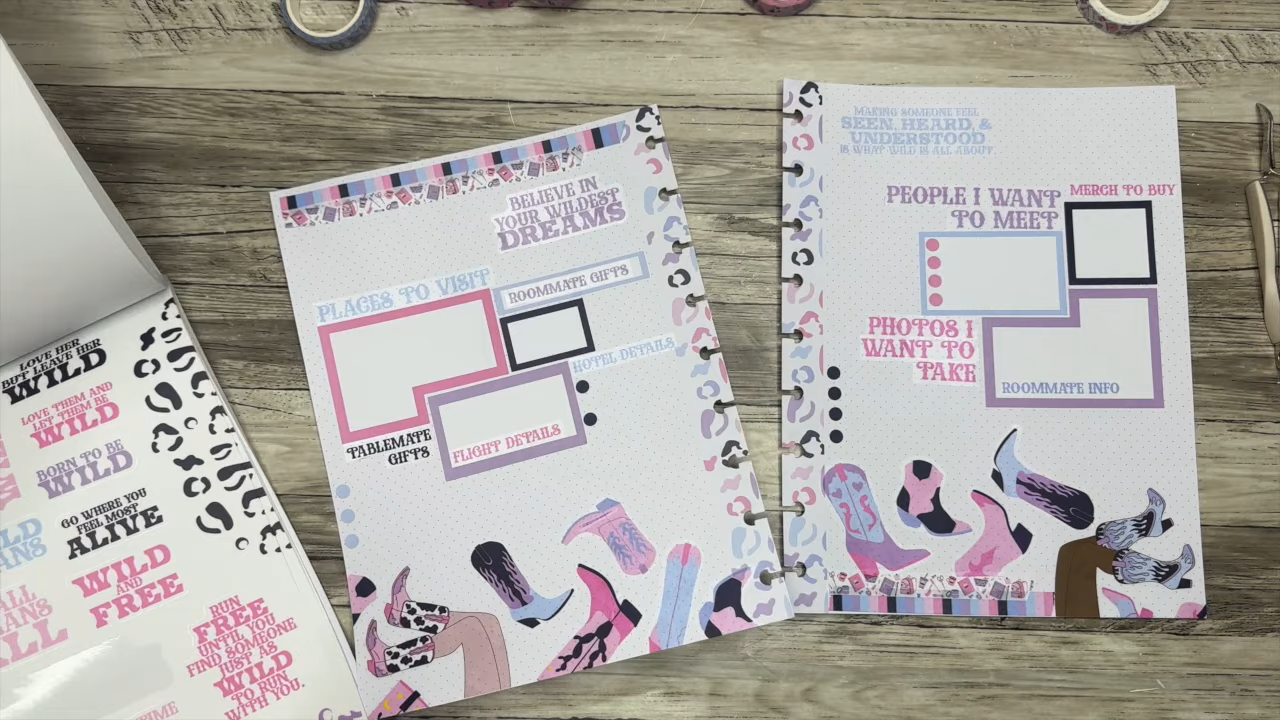 LOVE HER
BUT LEAVE HER
WILD
LOVE THEM AND
LET THEM BE
WILD
BORN TO BE
WILD
GO WHERE YOU
FEEL MOST
ALIVE
WILD
AND
FREE
RUN
FREE
UNTIL YOU
FIND SOMEONE
JUST AS
WILD
TO RUN
WITH YOU.
BELIEVE IN
YOUR WILDEST
DREAMS
PLACES TO VISIT
ROOMMATE GIFTS
HOTEL DETAILS
TABLEMATE
GIFTS
FLIGHT DETAILS
MAKING SOMEONE FEEL
SEEN, HEARD, &
UNDERSTOOD
IS WHAT WILD IS ALL ABOUT.
PEOPLE I WANT
TO MEET
MERCH TO BUY
PHOTOS I
WANT TO
TAKE
ROOMMATE INFO